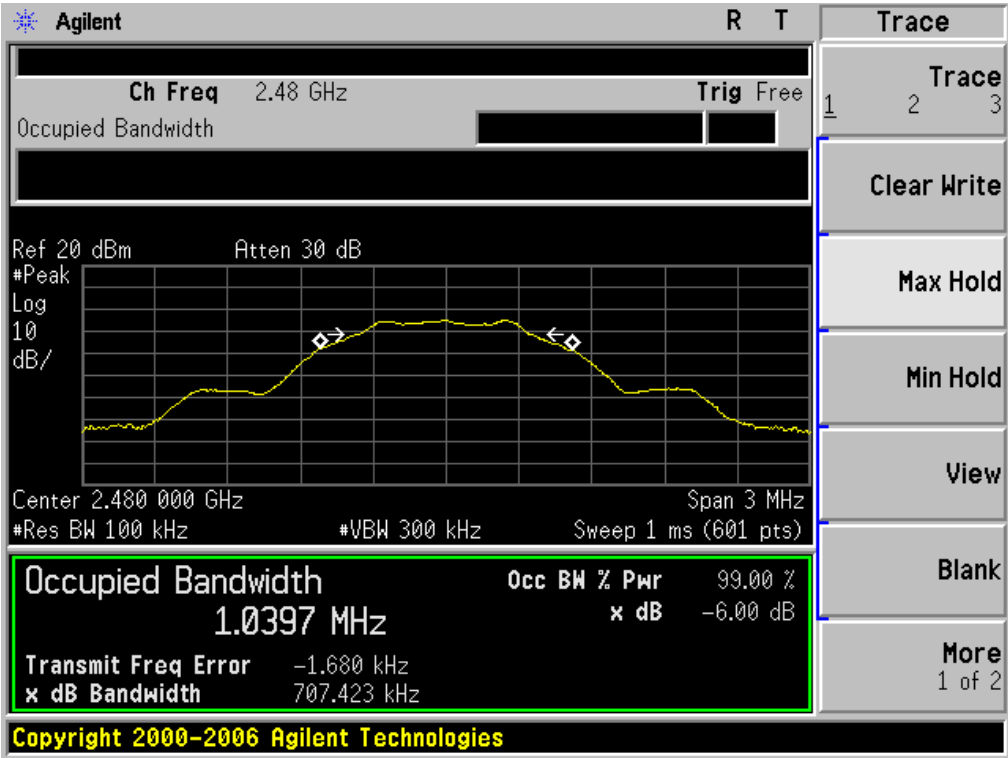 Agilent R T
Trace
Ch Freq 2.48 GHz Trig Free
Occupied Bandwidth
Trace
1 2 3
Clear Write
Max Hold
Min Hold
View
Blank
More
1 of 2
Ref 20 dBm Atten 30 dB
#Peak
Log
10
dB/
Center 2.480 000 GHz Span 3 MHz
#Res BW 100 kHz #VBW 300 kHz Sweep 1 ms (601 pts)
Occupied Bandwidth Occ BW % Pwr 99.00 %
1.0397 MHz x dB -6.00 dB
Transmit Freq Error -1.680 kHz
x dB Bandwidth 707.423 kHz
Copyright 2000-2006 Agilent Technologies